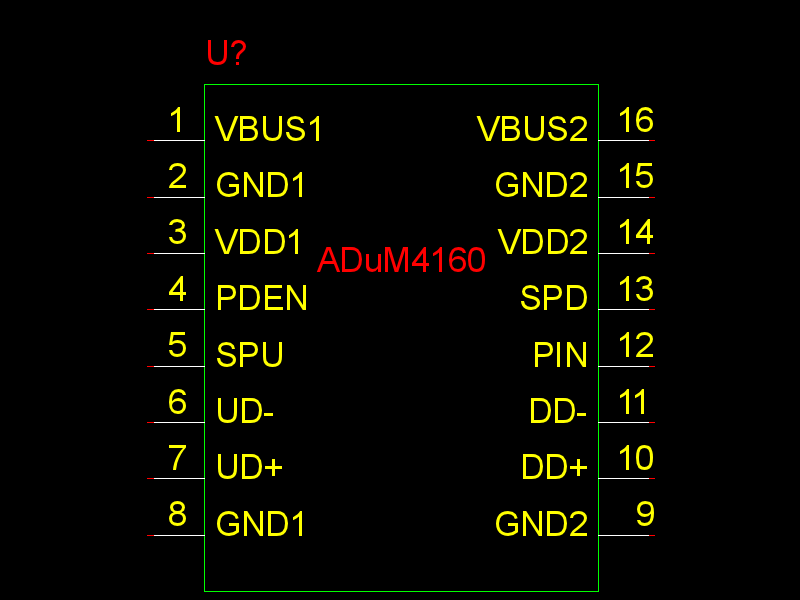 U?
1 VBUS1 VBUS2 16
2 GND1 GND2 15
3 VDD1 VDD2 14
ADuM4160
4 PDEN SPD 13
5 SPU PIN 12
6 UD- DD- 11
7 UD+ DD+ 10
8 GND1 GND2 9